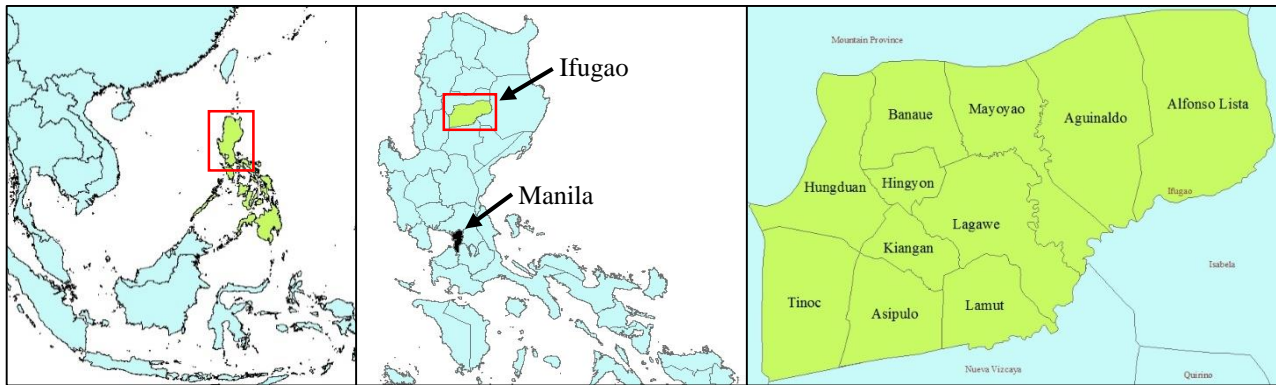 Ifugao
Manila
Mountain Province
Banaue
Mayoyao
Aguinaldo
Alfonso Lista
Hungduan
Hingyon
Ifugao
Lagawe
Kiangan
Isabela
Tinoc
Asipulo
Lamut
Nueva Vizcaya
Quirino